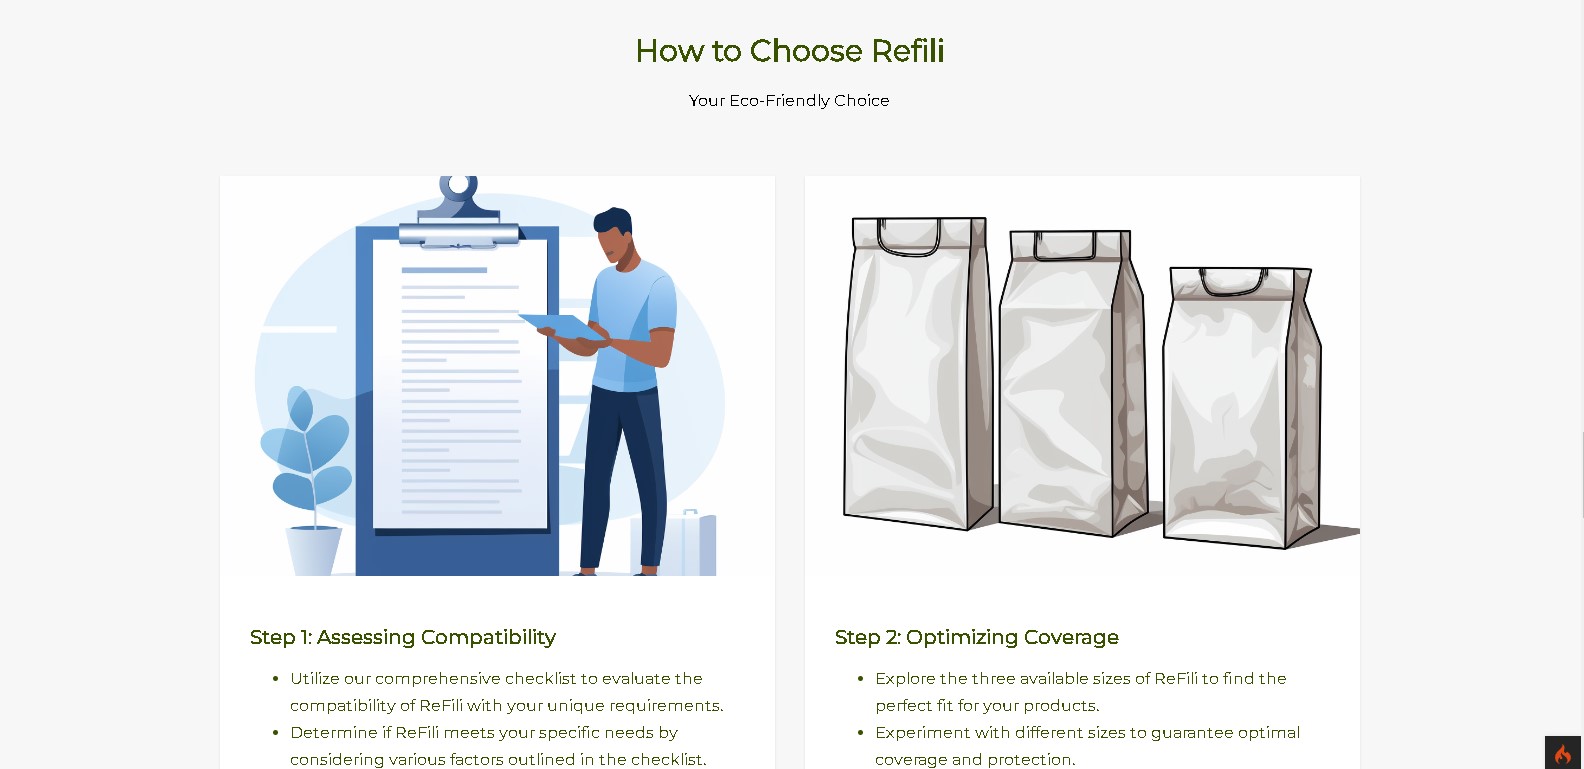 How to Choose Refili
Your Eco-Friendly Choice
Step 1: Assessing Compatibility
Utilize our comprehensive checklist to evaluate the
compatibility of ReFili with your unique requirements.
Determine if ReFili meets your specific needs by
considering various factors outlined in the checklist.
Step 2: Optimizing Coverage
Explore the three available sizes of ReFili to find the
perfect fit for your products.
Experiment with different sizes to guarantee optimal
coverage and protection.